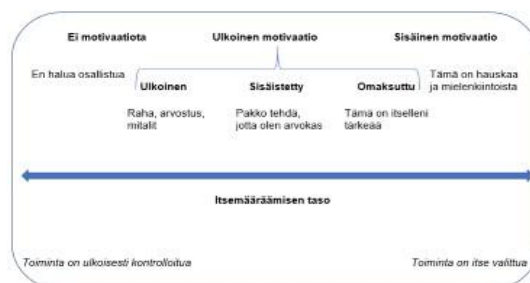 Ei motivaatiota Ulkoinen motivaatio Sisäinen motivaatio
En halua osallistua
Tämä on hauskaa
ja mielenkiintoista
Ulkoinen Sisäistetty Omaksuttu
Raha, arvostus,
mitalit
Pakko tehdä,
jotta olen arvokas
Tämä on itselleni
tärkeää
Itsemääräämisen taso
Toiminta on ulkoisesti kontrolloitua Toiminta on itse valittua